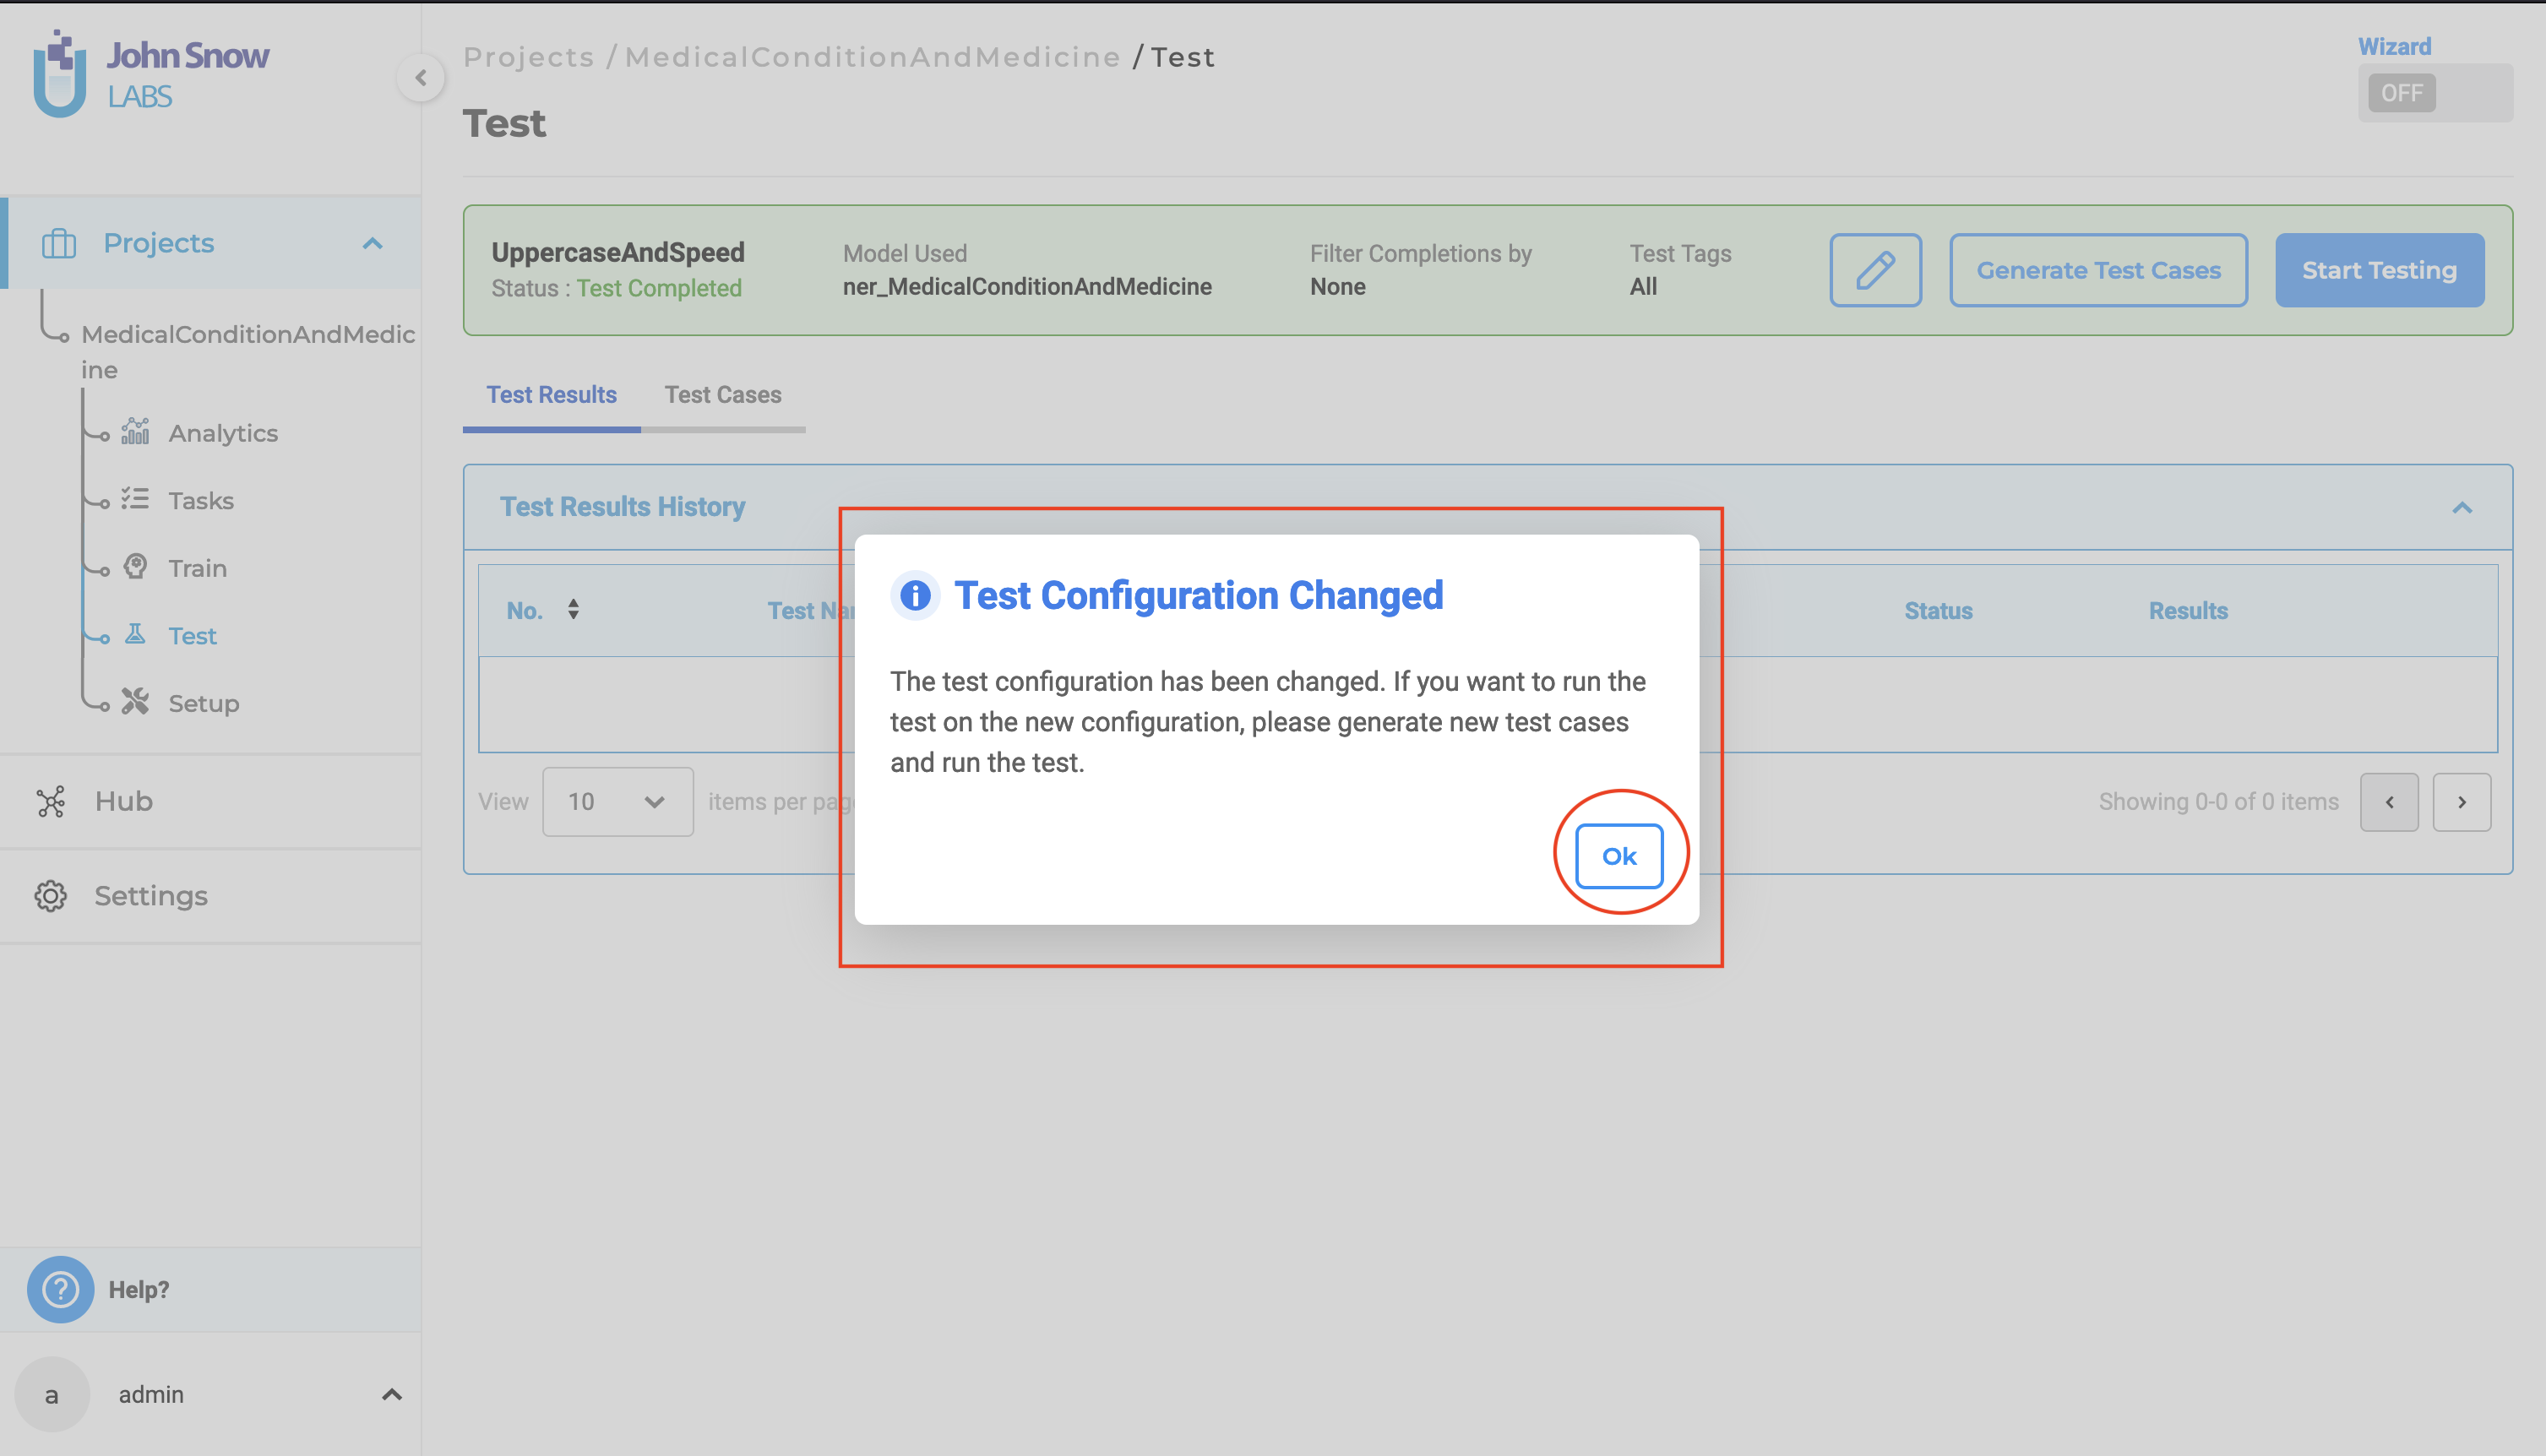 John Snow
LABS
Projects / MedicalConditionAndMedicine / Test
Wizard
OFF
Test
Projects
MedicalConditionAndMedic
ine
Analytics
Tasks
Train
Test
Setup
Hub
Settings
Help?
a
admin
UppercaseAndSpeed
Status : Test Completed
Model Used
ner_MedicalConditionAndMedicine
Filter Completions by
None
Test Tags
All
Generate Test Cases
Start Testing
Test Results
Test Cases
Test Results History
No.
Test Na
Status
Results
View
10
items per pag
Showing 0-0 of 0 items
Test Configuration Changed
The test configuration has been changed. If you want to run the
test on the new configuration, please generate new test cases
and run the test.
Ok